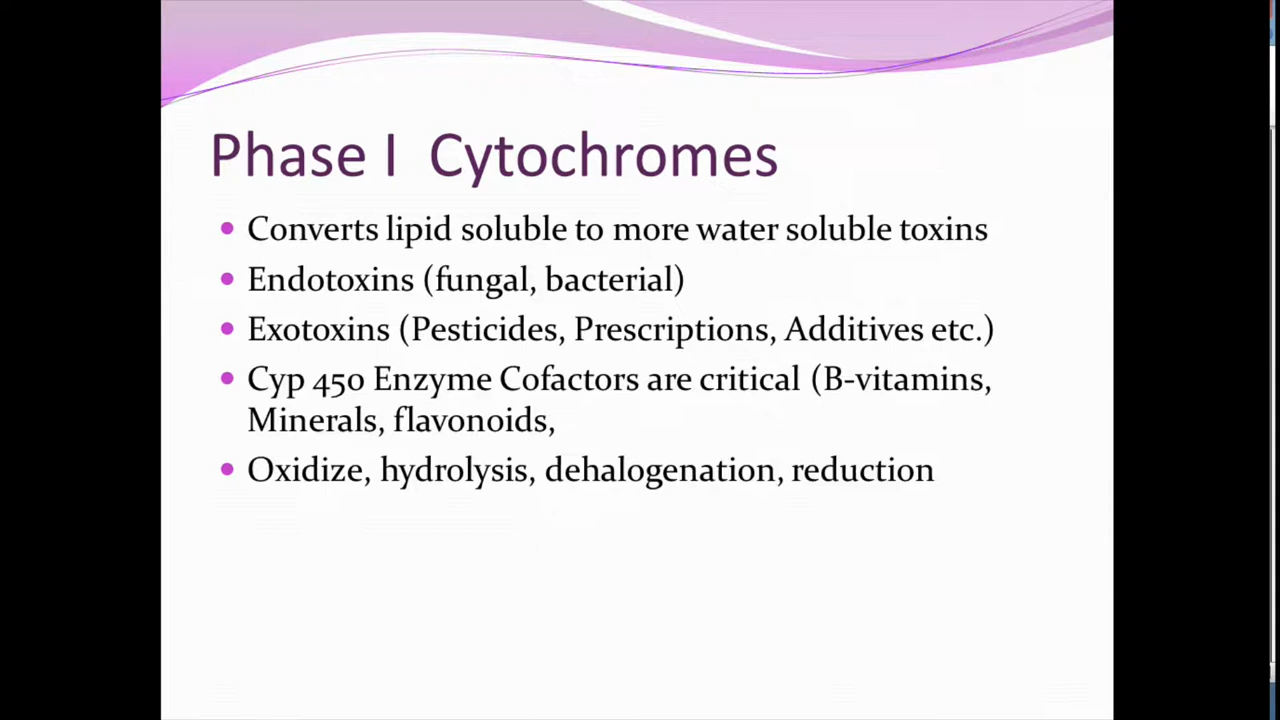 Phase I Cytochromes
Converts lipid soluble to more water soluble toxins
Endotoxins (fungal, bacterial)
Exotoxins (Pesticides, Prescriptions, Additives etc.)
Cyp 450 Enzyme Cofactors are critical (B-vitamins,
Minerals, flavonoids,
Oxidize, hydrolysis, dehalogenation, reduction